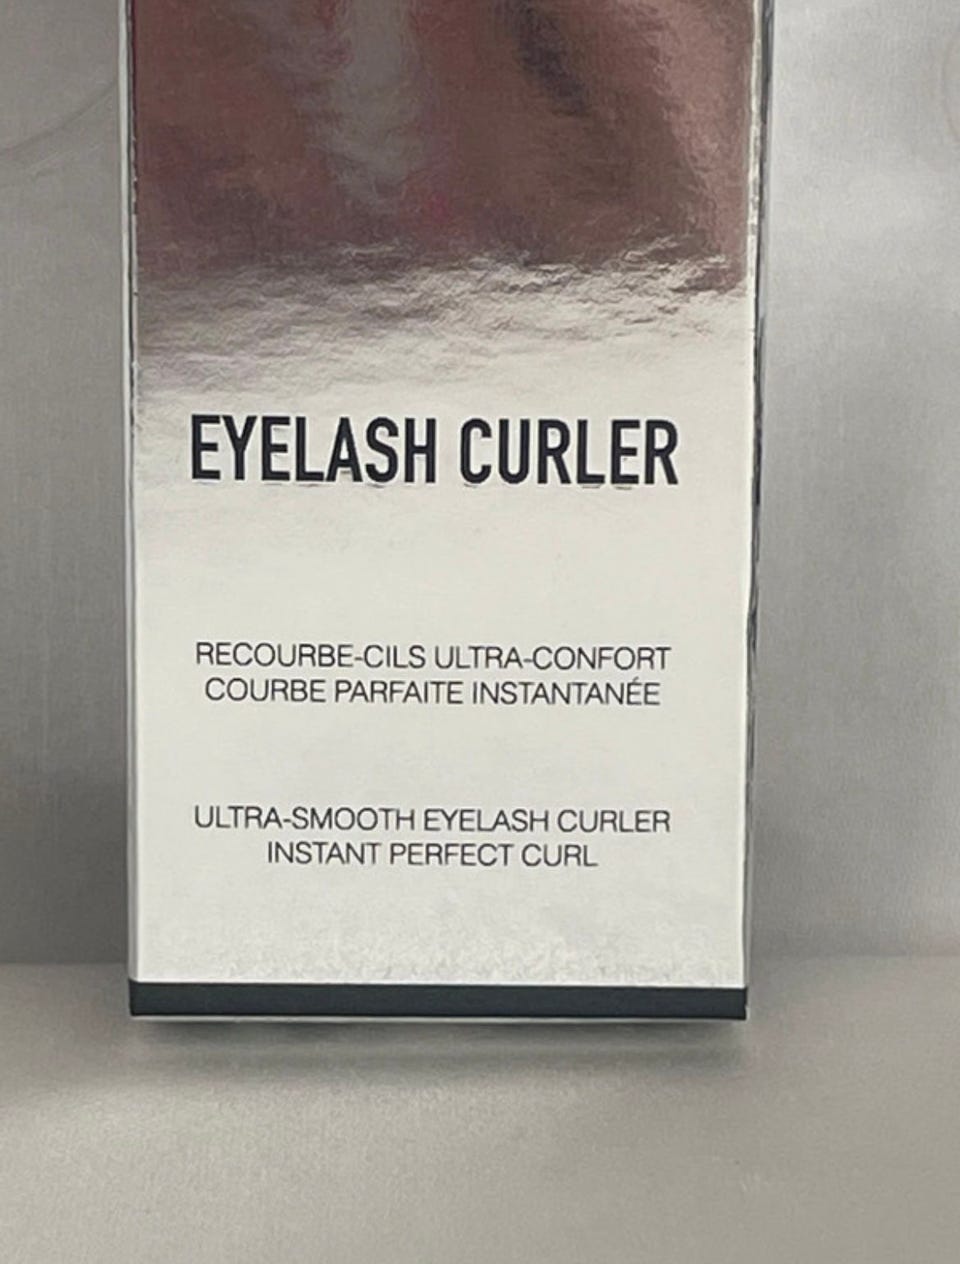 EYELASH CURLER
RECOURBE-CILS ULTRA-CONFORT
COURBE PARFAITE INSTANTANÉE
ULTRA-SMOOTH EYELASH CURLER
INSTANT PERFECT CURL